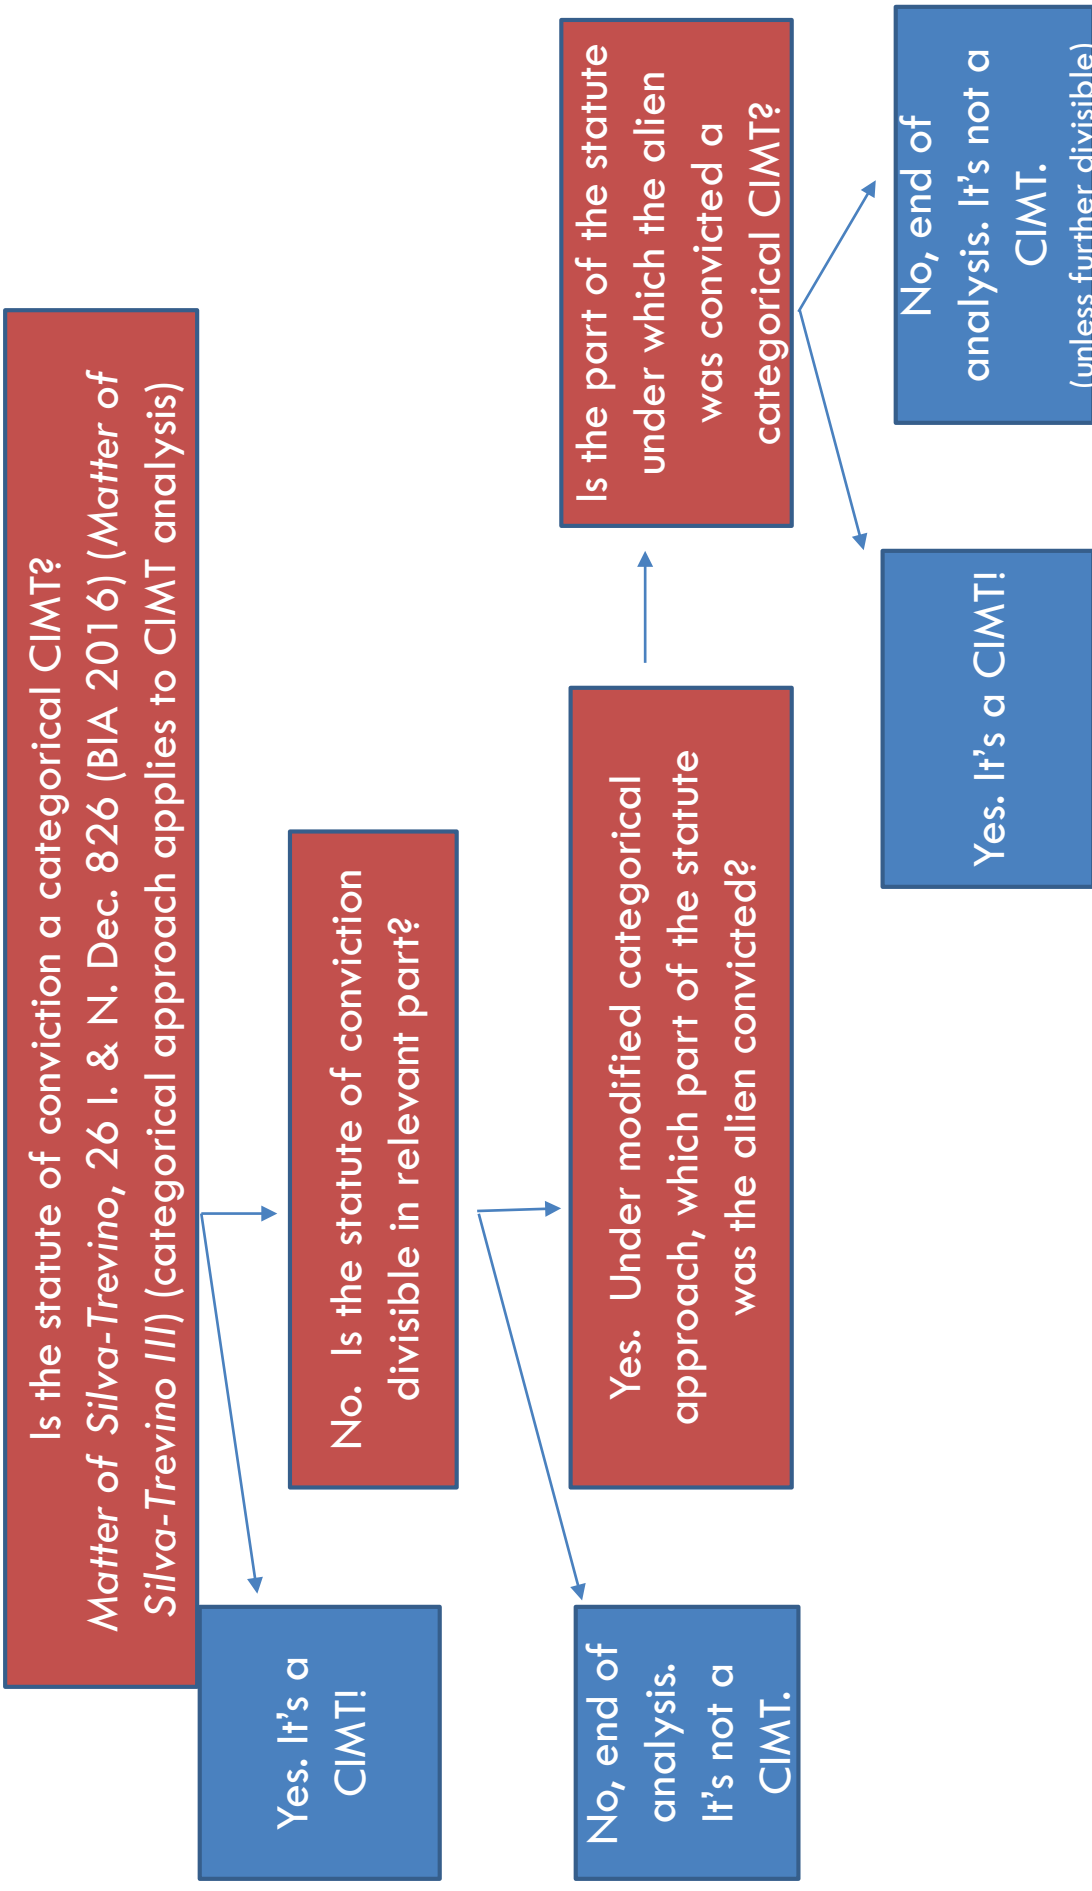 Is the statute of conviction a categorical CIMT?
Matter of Silva-Trevino, 26 I. & N. Dec. 826 (BIA 2016) (Matter of
Silva-Trevino III) (categorical approach applies to CIMT analysis)
Yes. It's a
CIMT!
No. Is the statute of conviction
divisible in relevant part?
No, end of
analysis.
It's not a
CIMT.
Yes. Under modified categorical
approach, which part of the statute
was the alien convicted?
Is the part of the statute
under which the alien
was convicted a
categorical CIMT?
Yes. It's a CIMT!
No, end of
analysis. It's not a
CIMT.
(unless further divisible)